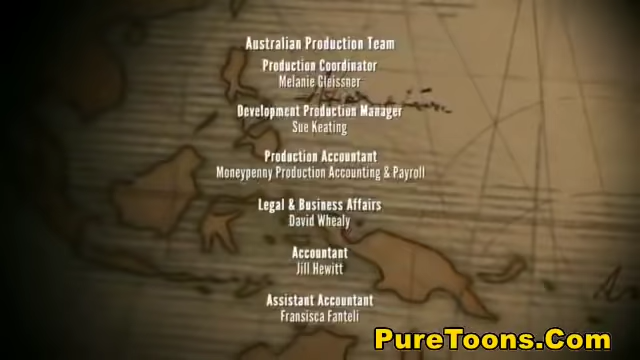 Australian Production Team
Production Coordinator
Melanie Gleissner
Development Production Manager
Sue Keating
Production Accountant
Moneypenny Production Accounting & Payroll
Legal & Business Affairs
David Whealy
Accountant
Jill Hewitt
Assistant Accountant
Fransisca Fanteli
PureToons.Com